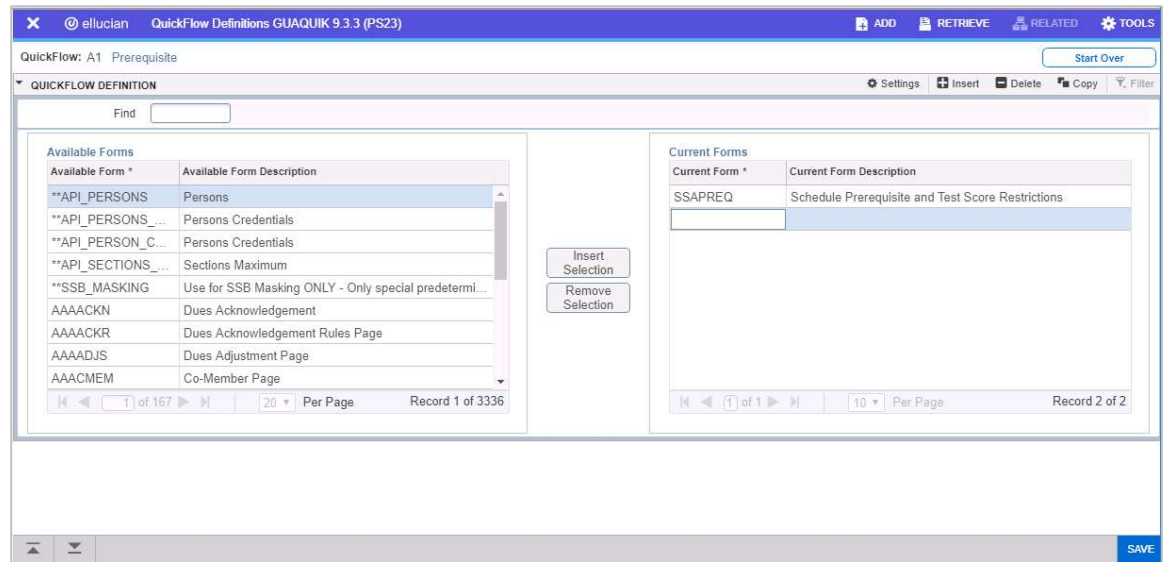 ellucian QuickFlow Definitions GUAQUIK 9.3.3 (PS23) ADD RETRIEVE RELATED TOOLS
QuickFlow: A1 Prerequisite Start Over
QUICKFLOW DEFINITION Settings Insert Delete Copy Filter
Find
Available Forms Current Forms
Available Form * Available Form Description Current Form * Current Form Description
**API_PERSONS Persons SSAPREQ Schedule Prerequisite and Test Score Restrictions
**API_PERSONS_... Persons Credentials
**API_PERSON_C... Persons Credentials
**API_SECTIONS_... Sections Maximum
Insert
Selection
**SSB_MASKING Use for SSB Masking ONLY - Only special predetermi...
Remove
Selection
AAAACKN Dues Acknowledgement
AAAACKR Dues Acknowledgement Rules Page
AAAADJS Dues Adjustment Page
AAACMEM Co-Member Page
1 of 167 20 Per Page Record 1 of 3336 1 of 1 10 Per Page Record 2 of 2
SAVE